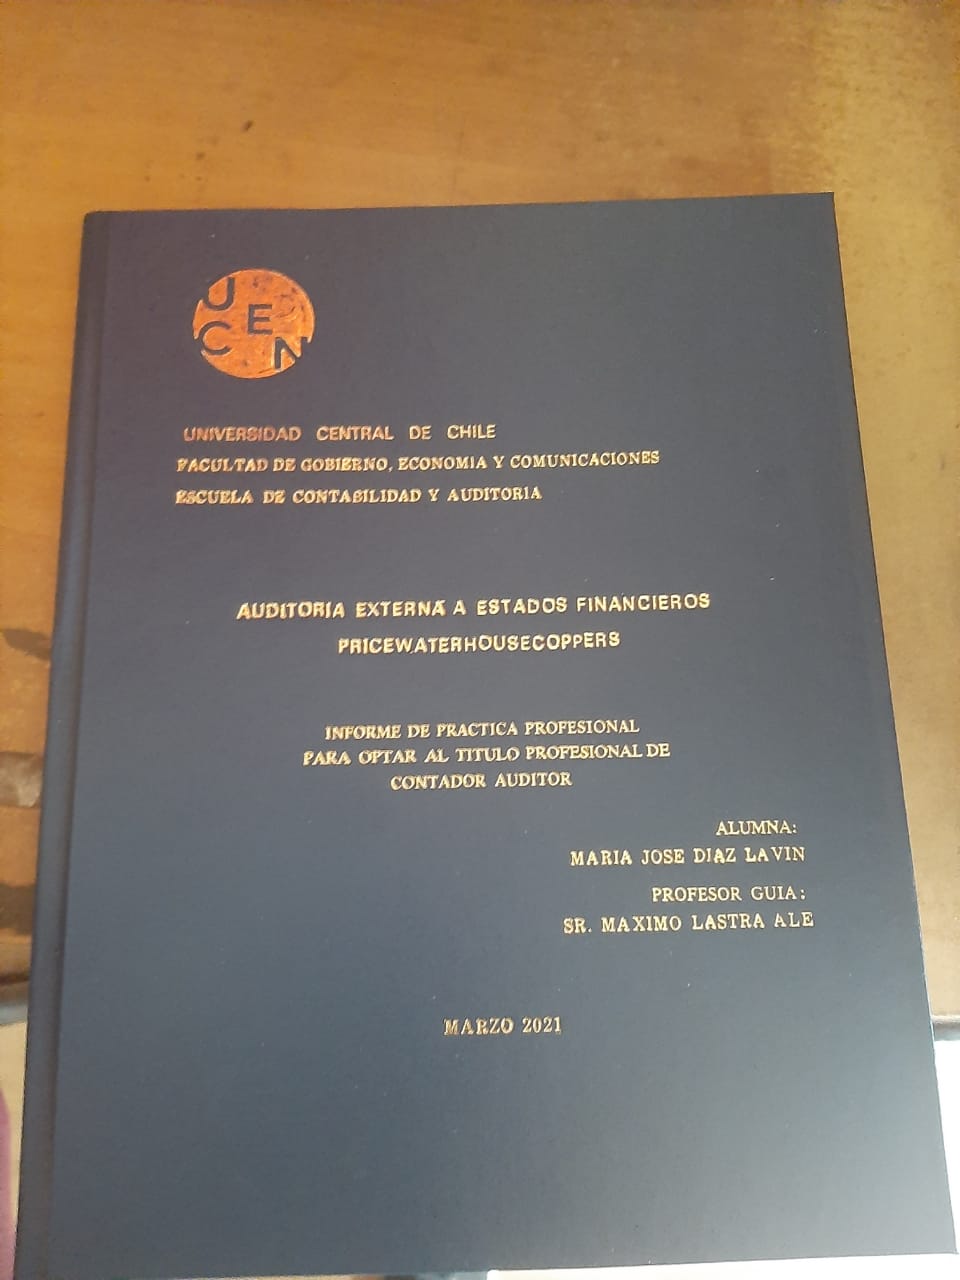 U
E
C
N
UNIVERSIDAD CENTRAL DE CHILE
FACULTAD DE GOBIERNO, ECONOMIA Y COMUNICACIONES
ESCUELA DE CONTABILIDAD Y AUDITORIA
AUDITORIA EXTERNA A ESTADOS FINANCIEROS
PRICEWATERHOUSECOPPERS
INFORME DE PRACTICA PROFESIONAL
PARA OPTAR AL TITULO PROFESIONAL DE
CONTADOR AUDITOR
ALUMNA:
MARIA JOSE DIAZ LAVIN
PROFESOR GUIA:
SR. MAXIMO LASTRA ALE
MARZO 2021